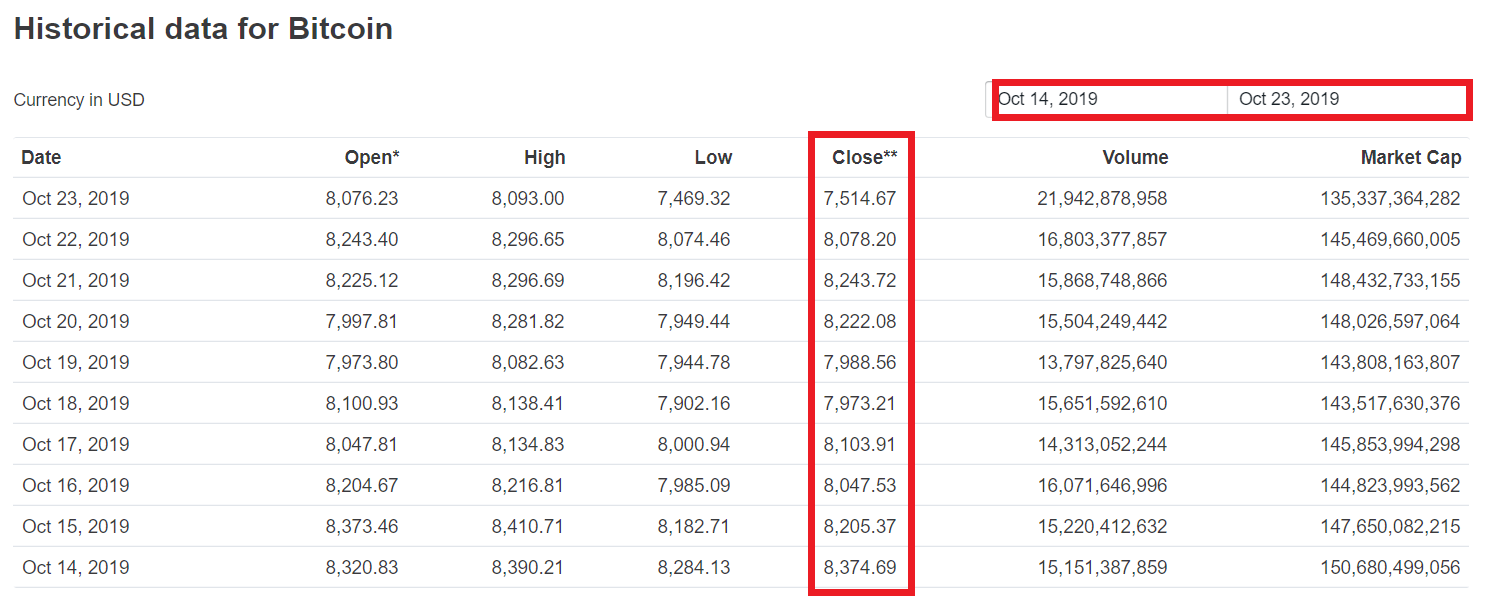 Historical data for Bitcoin
Currency in USD Oct 14, 2019 Oct 23, 2019
Date Open* High Low Close** Volume Market Cap
Oct 23, 2019 8,076.23 8,093.00 7,469.32 7,514.67 21,942,878,958 135,337,364,282
Oct 22, 2019 8,243.40 8,296.65 8,074.46 8,078.20 16,803,377,857 145,469,660,005
Oct 21, 2019 8,225.12 8,296.69 8,196.42 8,243.72 15,868,748,866 148,432,733,155
Oct 20, 2019 7,997.81 8,281.82 7,949.44 8,222.08 15,504,249,442 148,026,597,064
Oct 19, 2019 7,973.80 8,082.63 7,944.78 7,988.56 13,797,825,640 143,808,163,807
Oct 18, 2019 8,100.93 8,138.41 7,902.16 7,973.21 15,651,592,610 143,517,630,376
Oct 17, 2019 8,047.81 8,134.83 8,000.94 8,103.91 14,313,052,244 145,853,994,298
Oct 16, 2019 8,204.67 8,216.81 7,985.09 8,047.53 16,071,646,996 144,823,993,562
Oct 15, 2019 8,373.46 8,410.71 8,182.71 8,205.37 15,220,412,632 147,650,082,215
Oct 14, 2019 8,320.83 8,390.21 8,284.13 8,374.69 15,151,387,859 150,680,499,056